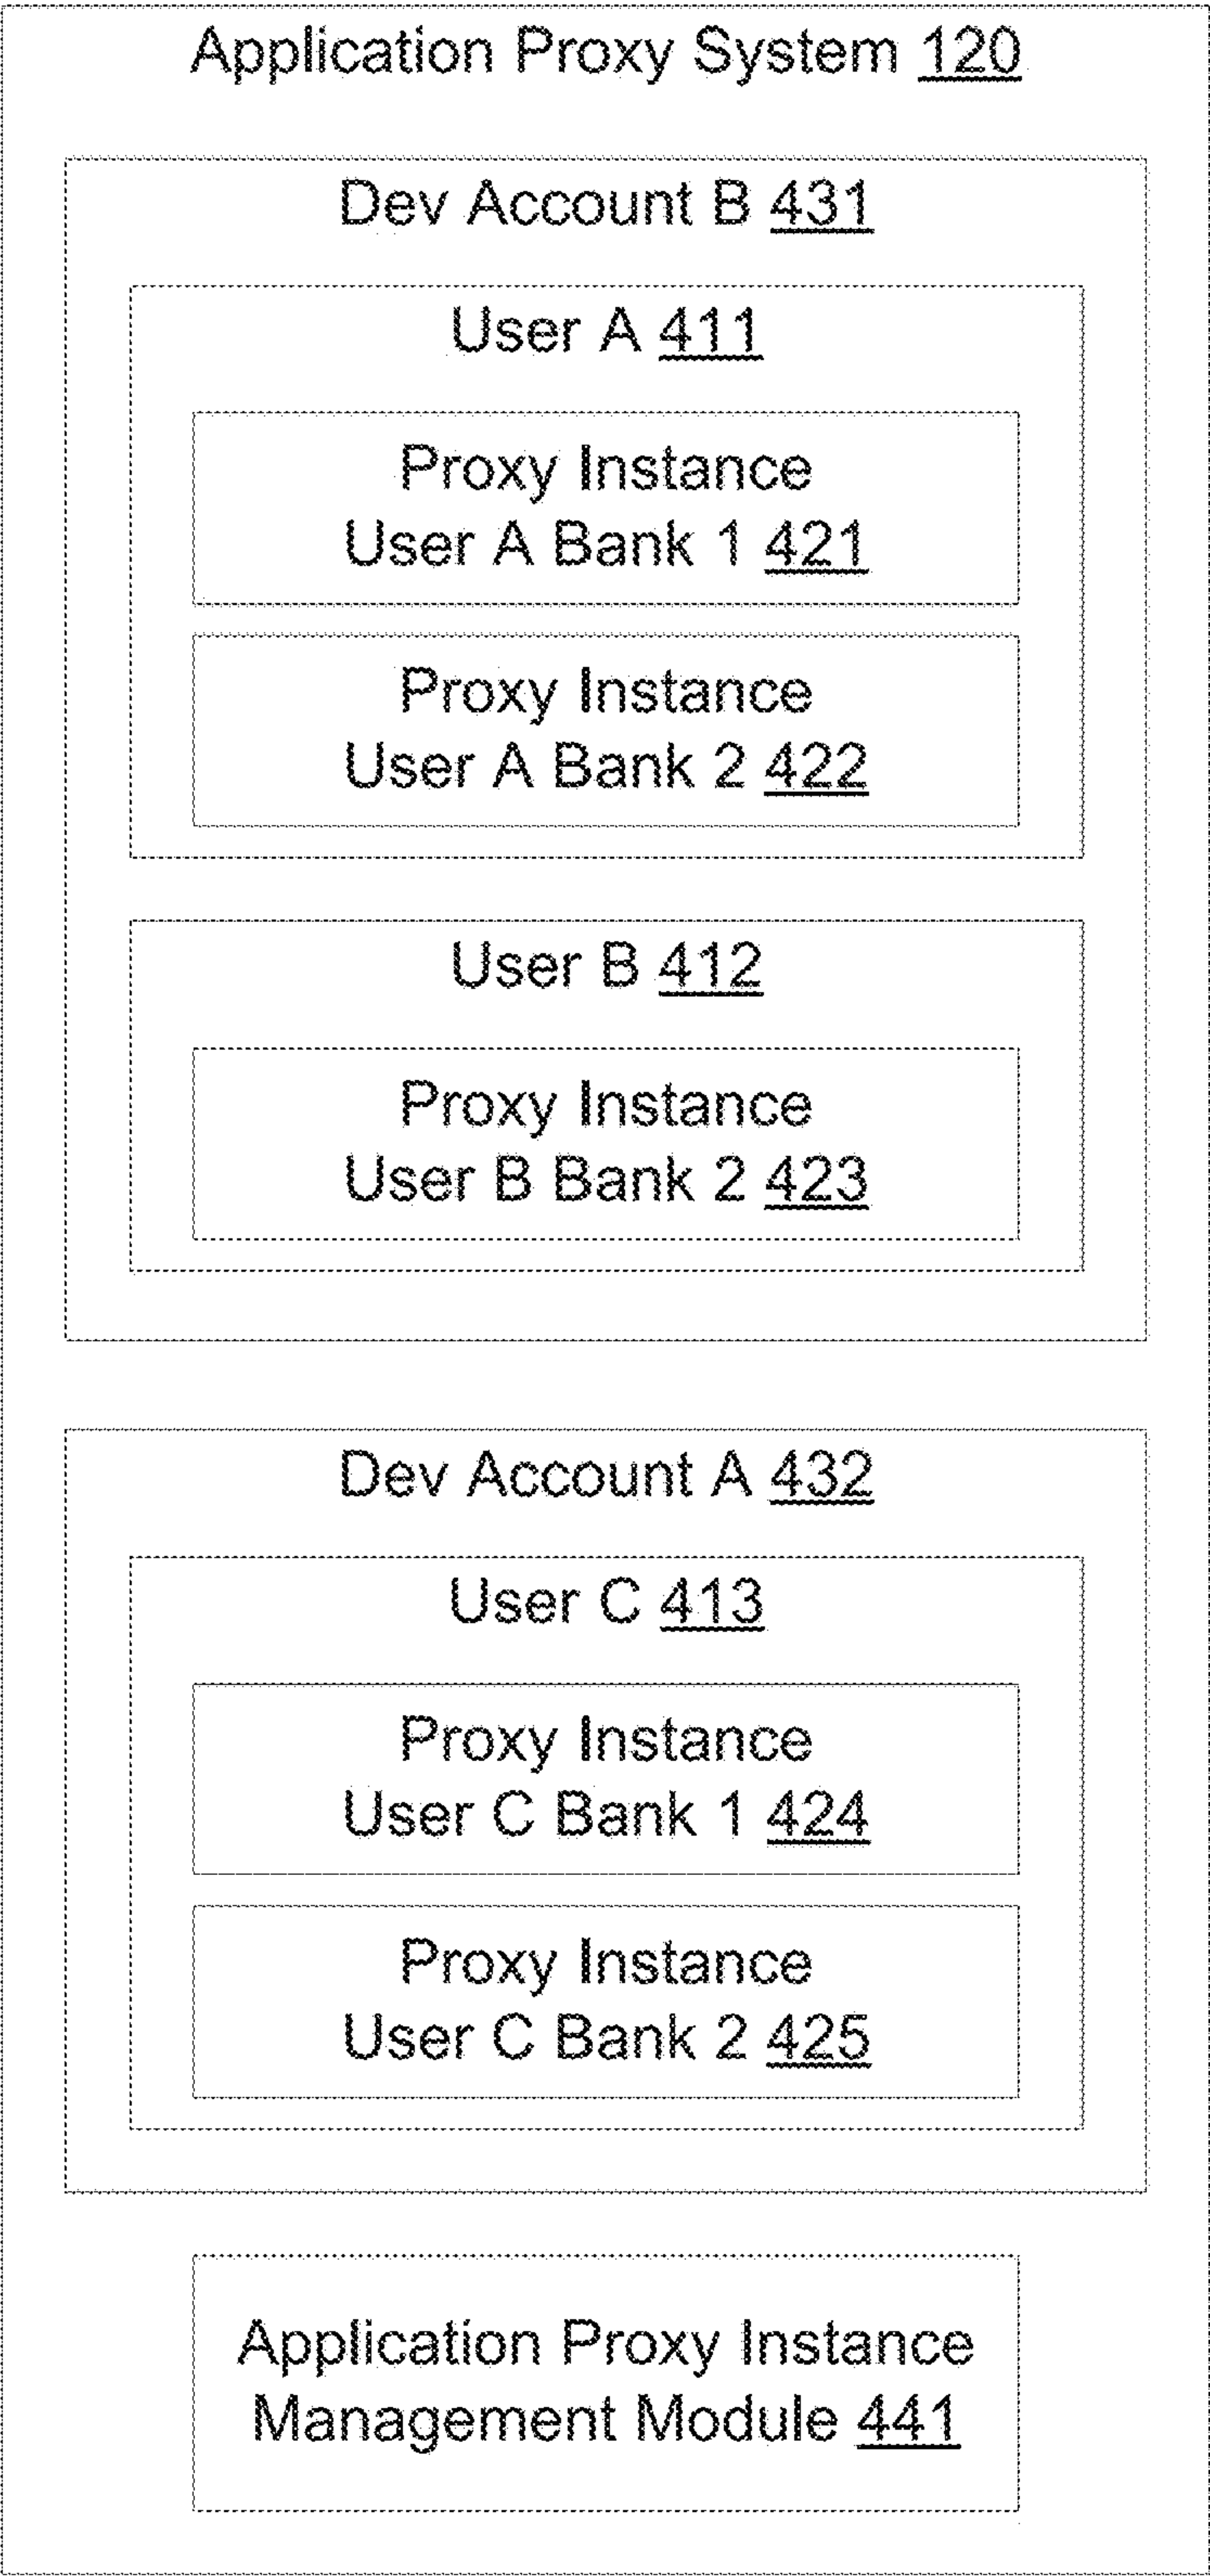 Application Proxy System 120
Dev Account B 431
User A 411
Proxy Instance
User A Bank 1 421
Proxy Instance
User A Bank 2 422
User B 412
Proxy Instance
User B Bank 2 423
Dev Account A 432
User C 413
Proxy Instance
User C Bank 1 424
Proxy Instance
User C Bank 2 425
Application Proxy Instance
Management Module 441